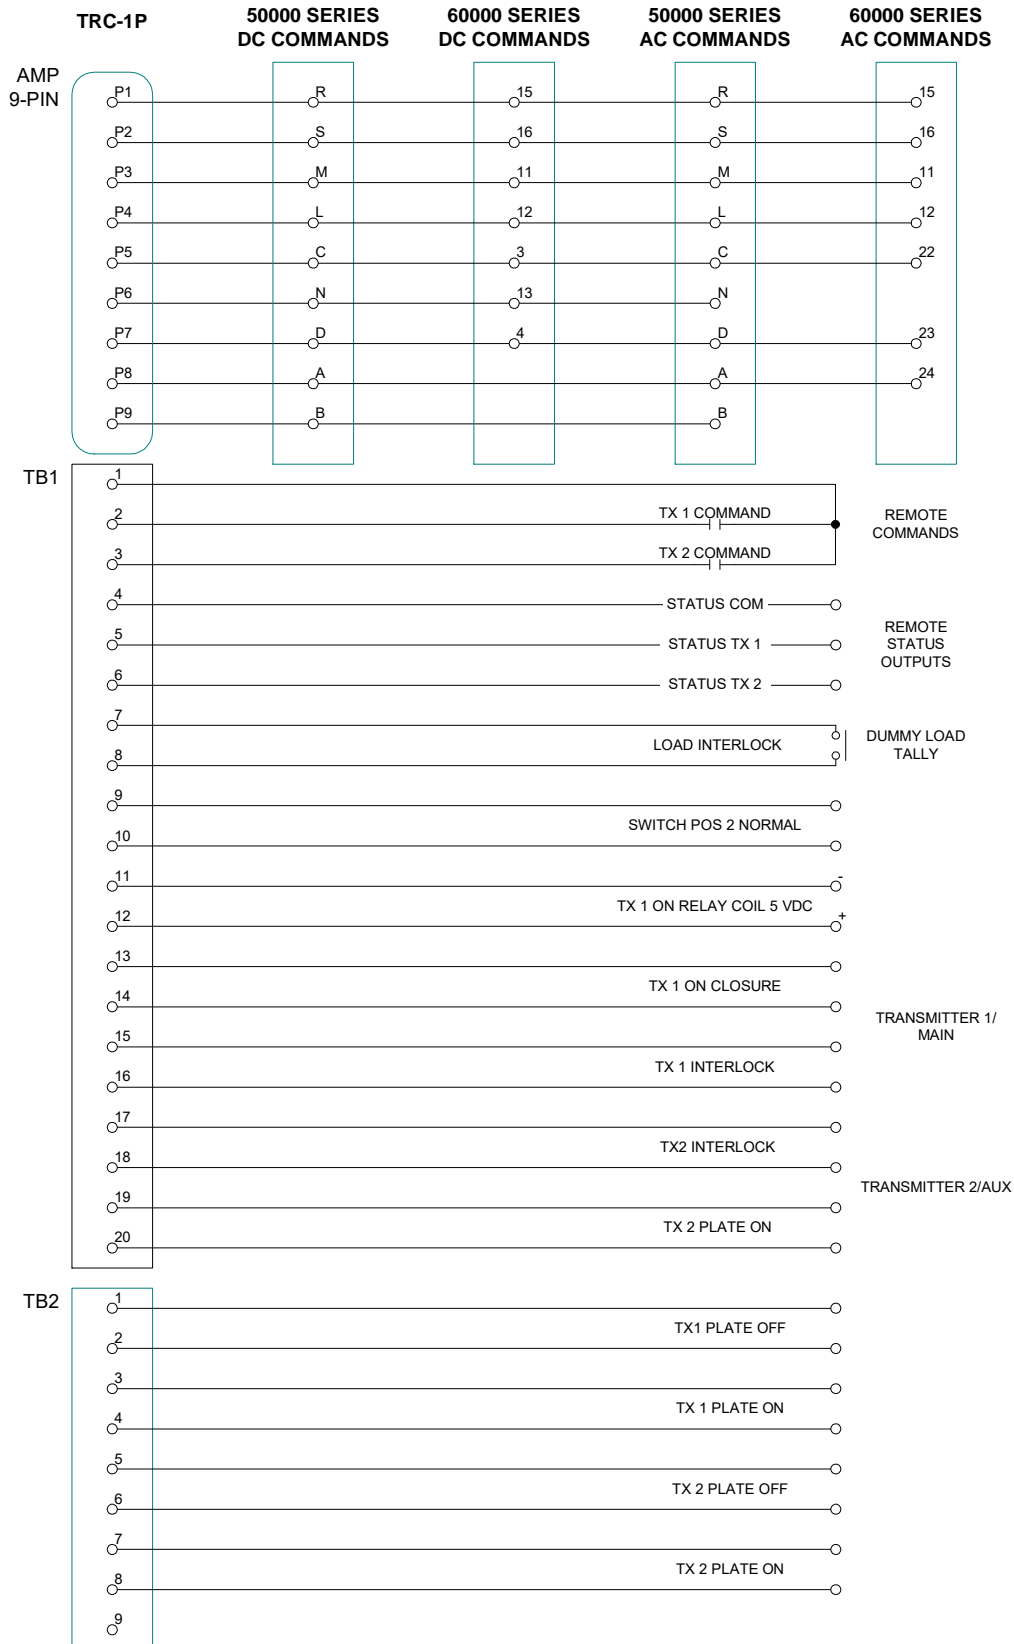 TRC-1P
50000 SERIES
DC COMMANDS
60000 SERIES
DC COMMANDS
50000 SERIES
AC COMMANDS
60000 SERIES
AC COMMANDS
AMP
9-PIN
P1 R 15 R 15
P2 S 16 S 16
P3 M 11 M 11
P4 L 12 L 12
P5 C 3 C 22
P6 N 13 N
P7 D 4 D 23
P8 A A 24
P9 B B
TB1
1
2 TX 1 COMMAND
3 TX 2 COMMAND
REMOTE
COMMANDS
4 STATUS COM
5 STATUS TX 1
6 STATUS TX 2
REMOTE
STATUS
OUTPUTS
7
LOAD INTERLOCK
8
DUMMY LOAD
TALLY
9
SWITCH POS 2 NORMAL
10
11 -
TX 1 ON RELAY COIL 5 VDC
12 +
13
TX 1 ON CLOSURE
14
TRANSMITTER 1/
MAIN
15
TX 1 INTERLOCK
16
17
TX2 INTERLOCK
18
TRANSMITTER 2/AUX
19
TX 2 PLATE ON
20
TB2
1
TX1 PLATE OFF
2
3
TX 1 PLATE ON
4
5
TX 2 PLATE OFF
6
7
TX 2 PLATE ON
8
9